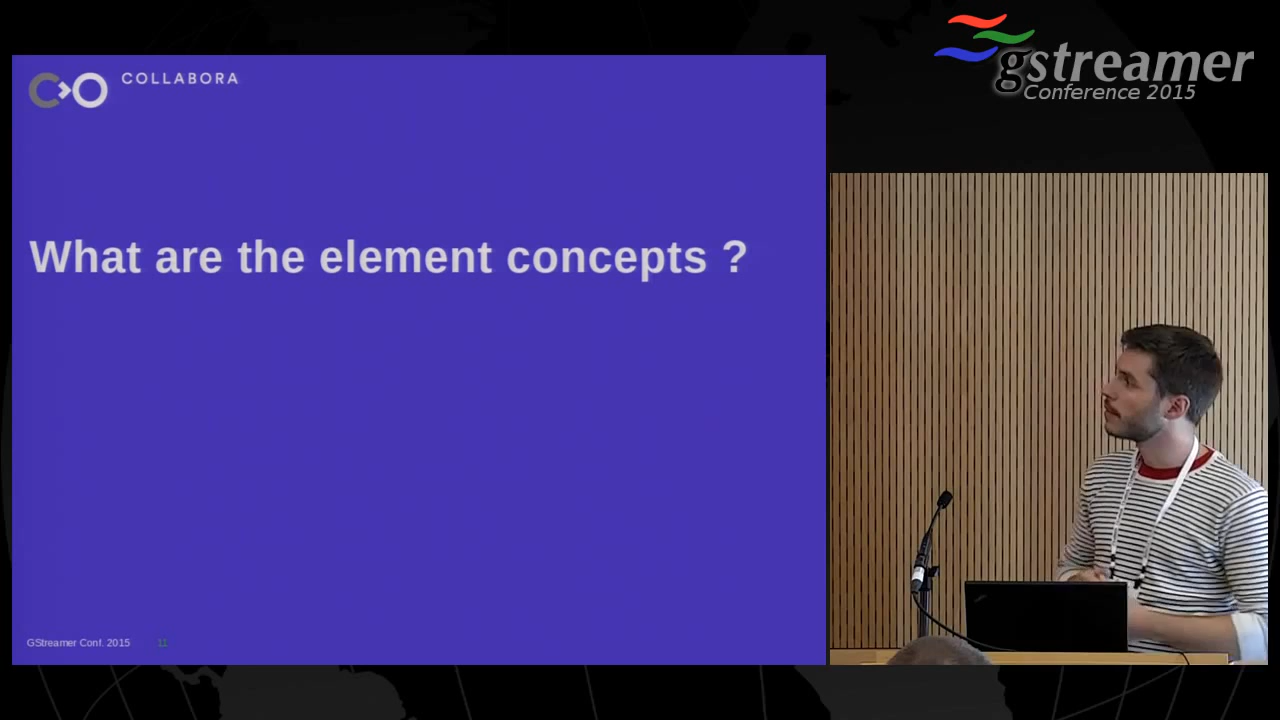 gstreamer
Conference 2015
COLLABORA
What are the element concepts ?
GStreamer Conf. 2015 11